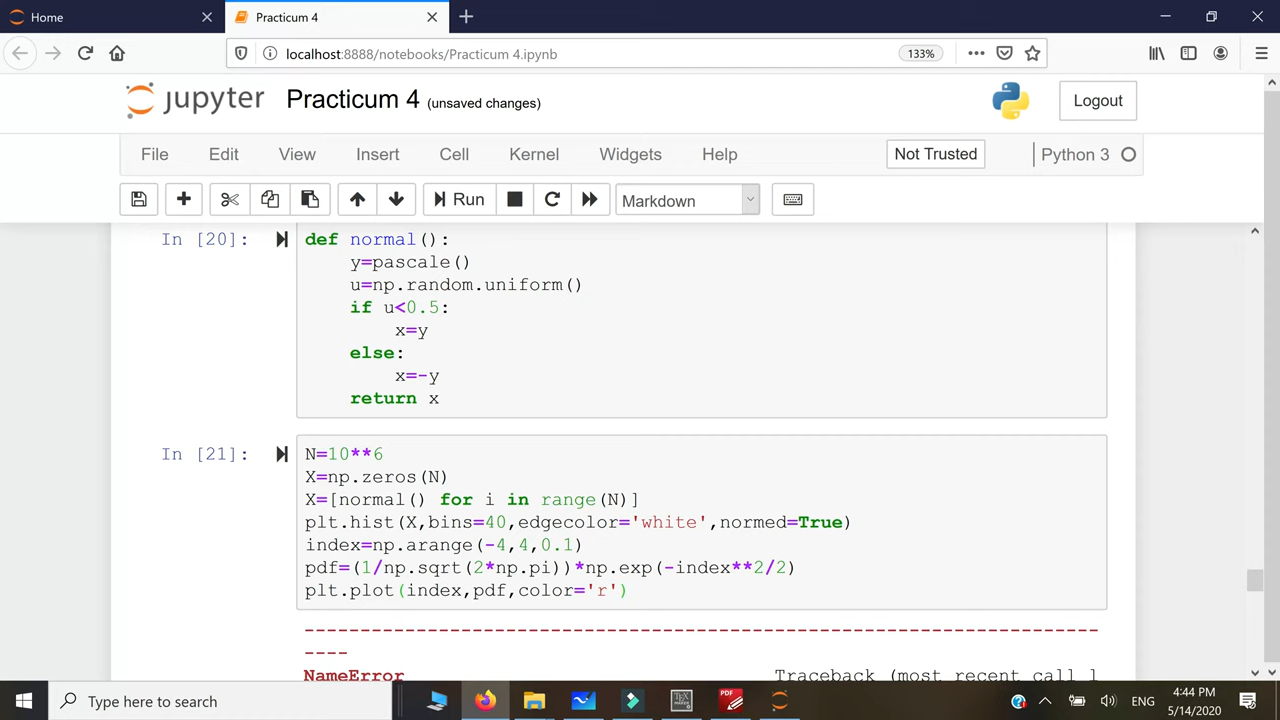 Home
Practicum 4
localhost:8888/notebooks/Practicum 4.ipynb
133%
jupyter Practicum 4 (unsaved changes)
Logout
File Edit View Insert Cell Kernel Widgets Help Not Trusted Python 3
Run Markdown
In [20]:
def normal():
    y=pascale()
    u=np.random.uniform()
    if u<0.5:
        x=y
    else:
        x=-y
    return x
In [21]:
N=10**6
X=np.zeros(N)
X=[normal() for i in range(N)]
plt.hist(X,bins=40,edgecolor='white',normed=True)
index=np.arange(-4,4,0.1)
pdf=(1/np.sqrt(2*np.pi))*np.exp(-index**2/2)
plt.plot(index,pdf,color='r')
---------------------------------------------------------------------------
NameError Traceback (most recent call l
Type here to search
PDF
TEX
ENG
4:44 PM
5/14/2020